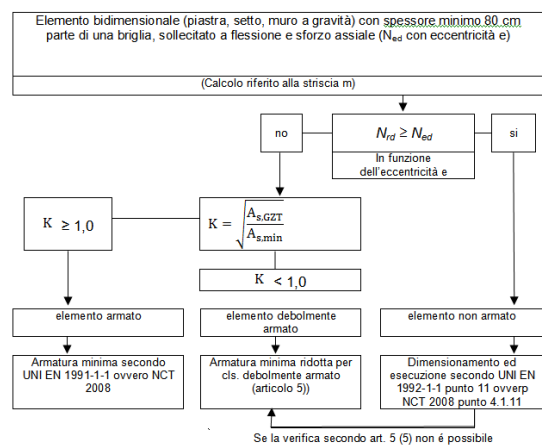 Elemento bidimensionale (piastra, setto, muro a gravità) con spessore minimo 80 cm
parte di una briglia, sollecitato a flessione e sforzo assiale (Ned con eccentricità e)
(Calcolo riferito alla striscia m)
no
Nrd ≥ Ned
si
In funzione
dell'eccentricità e
K ≥ 1,0
K = √(As,GZT / As,min)
K < 1,0
elemento armato
elemento debolmente
armato
elemento non armato
Armatura minima secondo
UNI EN 1991-1-1 ovvero NCT
2008
Armatura minima ridotta per
cls. debolmente armato
(articolo 5))
Dimensionamento ed
esecuzione secondo UNI EN
1992-1-1 punto 11 ovverp
NCT 2008 punto 4.1.11
Se la verifica secondo art. 5 (5) non é possibile